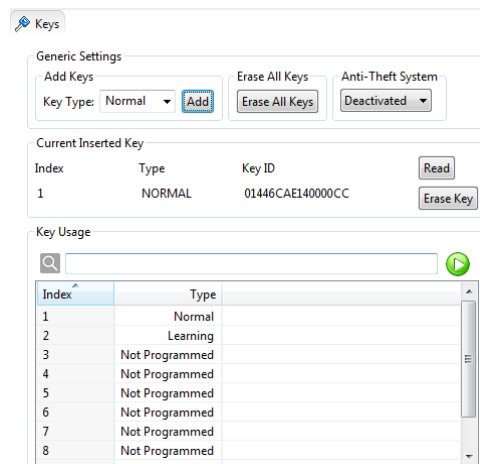 Keys
Generic Settings
Add Keys Erase All Keys Anti-Theft System
Key Type: Normal Add Erase All Keys Deactivated
Current Inserted Key
Index Type Key ID Read
1 NORMAL 01446CAE140000CC Erase Key
Key Usage
Index Type
1 Normal
2 Learning
3 Not Programmed
4 Not Programmed
5 Not Programmed
6 Not Programmed
7 Not Programmed
8 Not Programmed